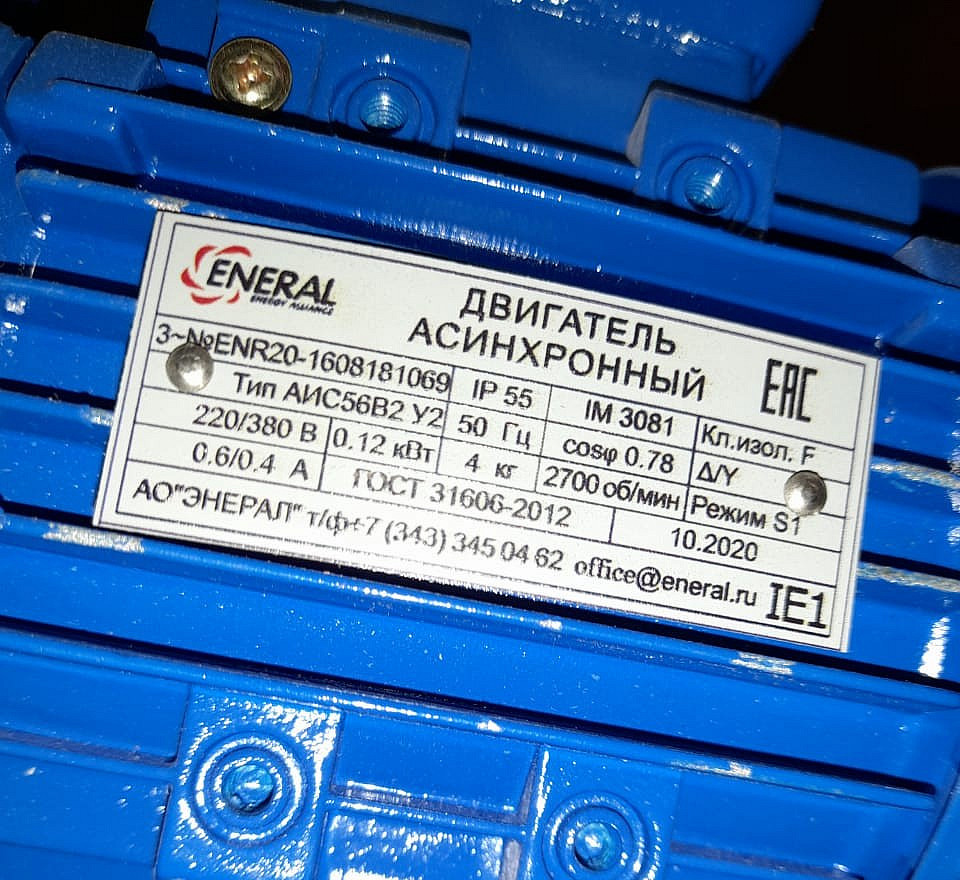 ENERAL
ENERGY ALLIANCE
ДВИГАТЕЛЬ
АСИНХРОННЫЙ
EAC
3~№ENR20-1608181069 IP 55 IM 3081 Кл.изол. F
Тип АИС56В2 У2 50 Гц cosφ 0.78 Δ/Y
220/380 В 0.12 кВт 4 кг 2700 об/мин Режим S1
0.6/0.4 А ГОСТ 31606-2012 10.2020
АО"ЭНЕРАЛ" т/ф+7 (343) 345 04 62 office@eneral.ru IE1